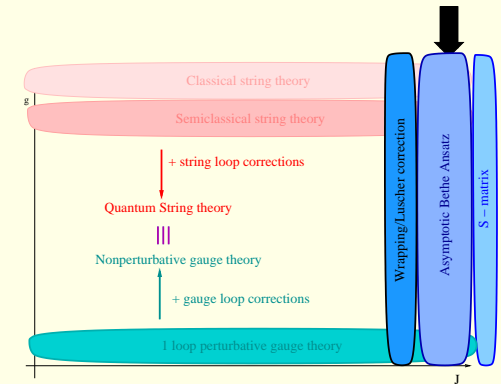 Classical string theory
g
Semiclassical string theory
+ string loop corrections
Quantum String theory
Nonperturbative gauge theory
+ gauge loop corrections
1 loop perturbative gauge theory
J
Wrapping/Luscher correction
Asymptotic Bethe Ansatz
S − matrix